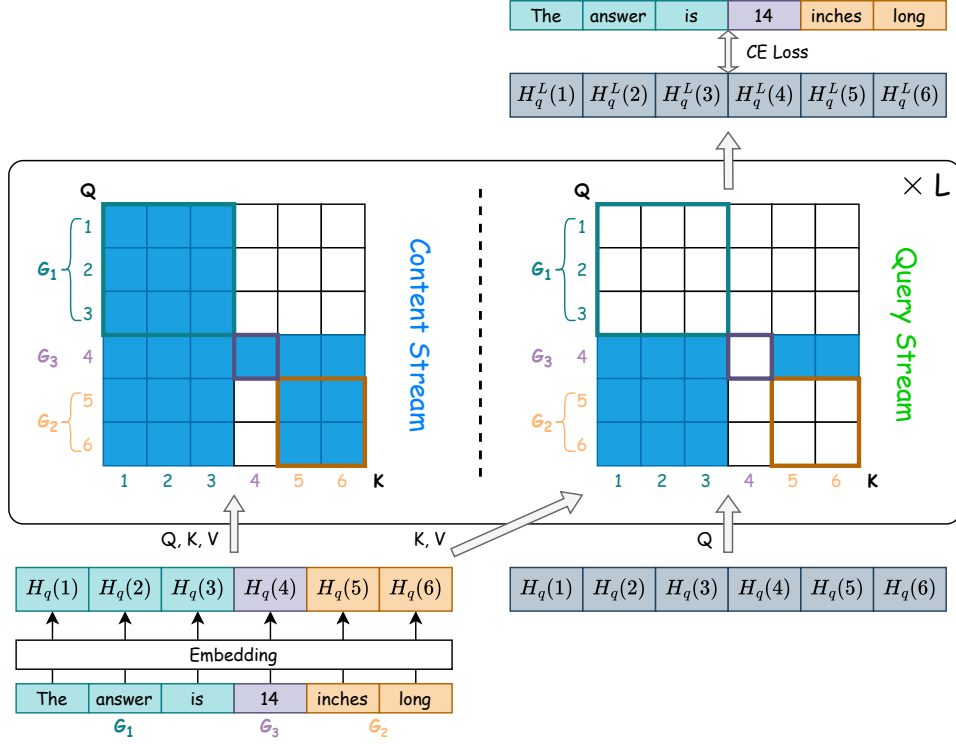 The answer is 14 inches long
CE Loss
H_q^L(1) H_q^L(2) H_q^L(3) H_q^L(4) H_q^L(5) H_q^L(6)
× L
Q
1
G1 2
3
G3 4
5
G2
6
1 2 3 4 5 6 K
Content Stream
Q
1
G1 2
3
G3 4
5
G2
6
1 2 3 4 5 6 K
Query Stream
Q, K, V
K, V
Q
H_q(1) H_q(2) H_q(3) H_q(4) H_q(5) H_q(6)
H_q(1) H_q(2) H_q(3) H_q(4) H_q(5) H_q(6)
Embedding
The answer is 14 inches long
G1 G3 G2